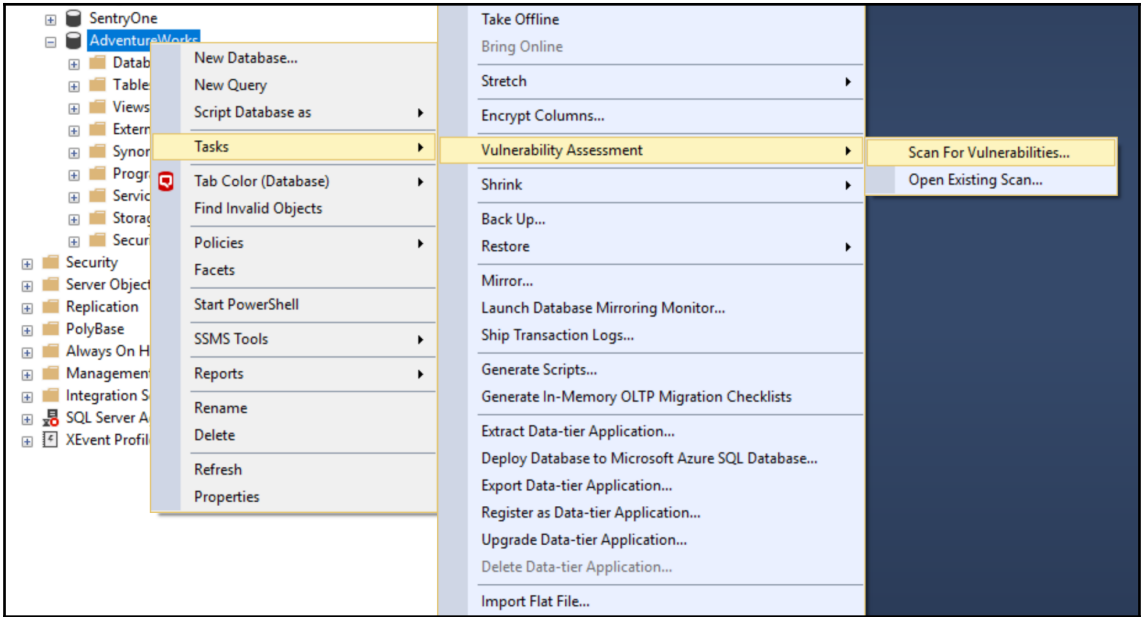 SentryOne
AdventureWorks
Datab
Table
Views
Extern
Synor
Progr
Servic
Storag
Securi
Security
Server Object
Replication
PolyBase
Always On H
Management
Integration S
SQL Server A
XEvent Profil
New Database...
New Query
Script Database as
Tasks
Tab Color (Database)
Find Invalid Objects
Policies
Facets
Start PowerShell
SSMS Tools
Reports
Rename
Delete
Refresh
Properties
Take Offline
Bring Online
Stretch
Encrypt Columns...
Vulnerability Assessment
Shrink
Back Up...
Restore
Mirror...
Launch Database Mirroring Monitor...
Ship Transaction Logs...
Generate Scripts...
Generate In-Memory OLTP Migration Checklists
Extract Data-tier Application...
Deploy Database to Microsoft Azure SQL Database...
Export Data-tier Application...
Register as Data-tier Application...
Upgrade Data-tier Application...
Delete Data-tier Application...
Import Flat File...
Scan For Vulnerabilities...
Open Existing Scan...